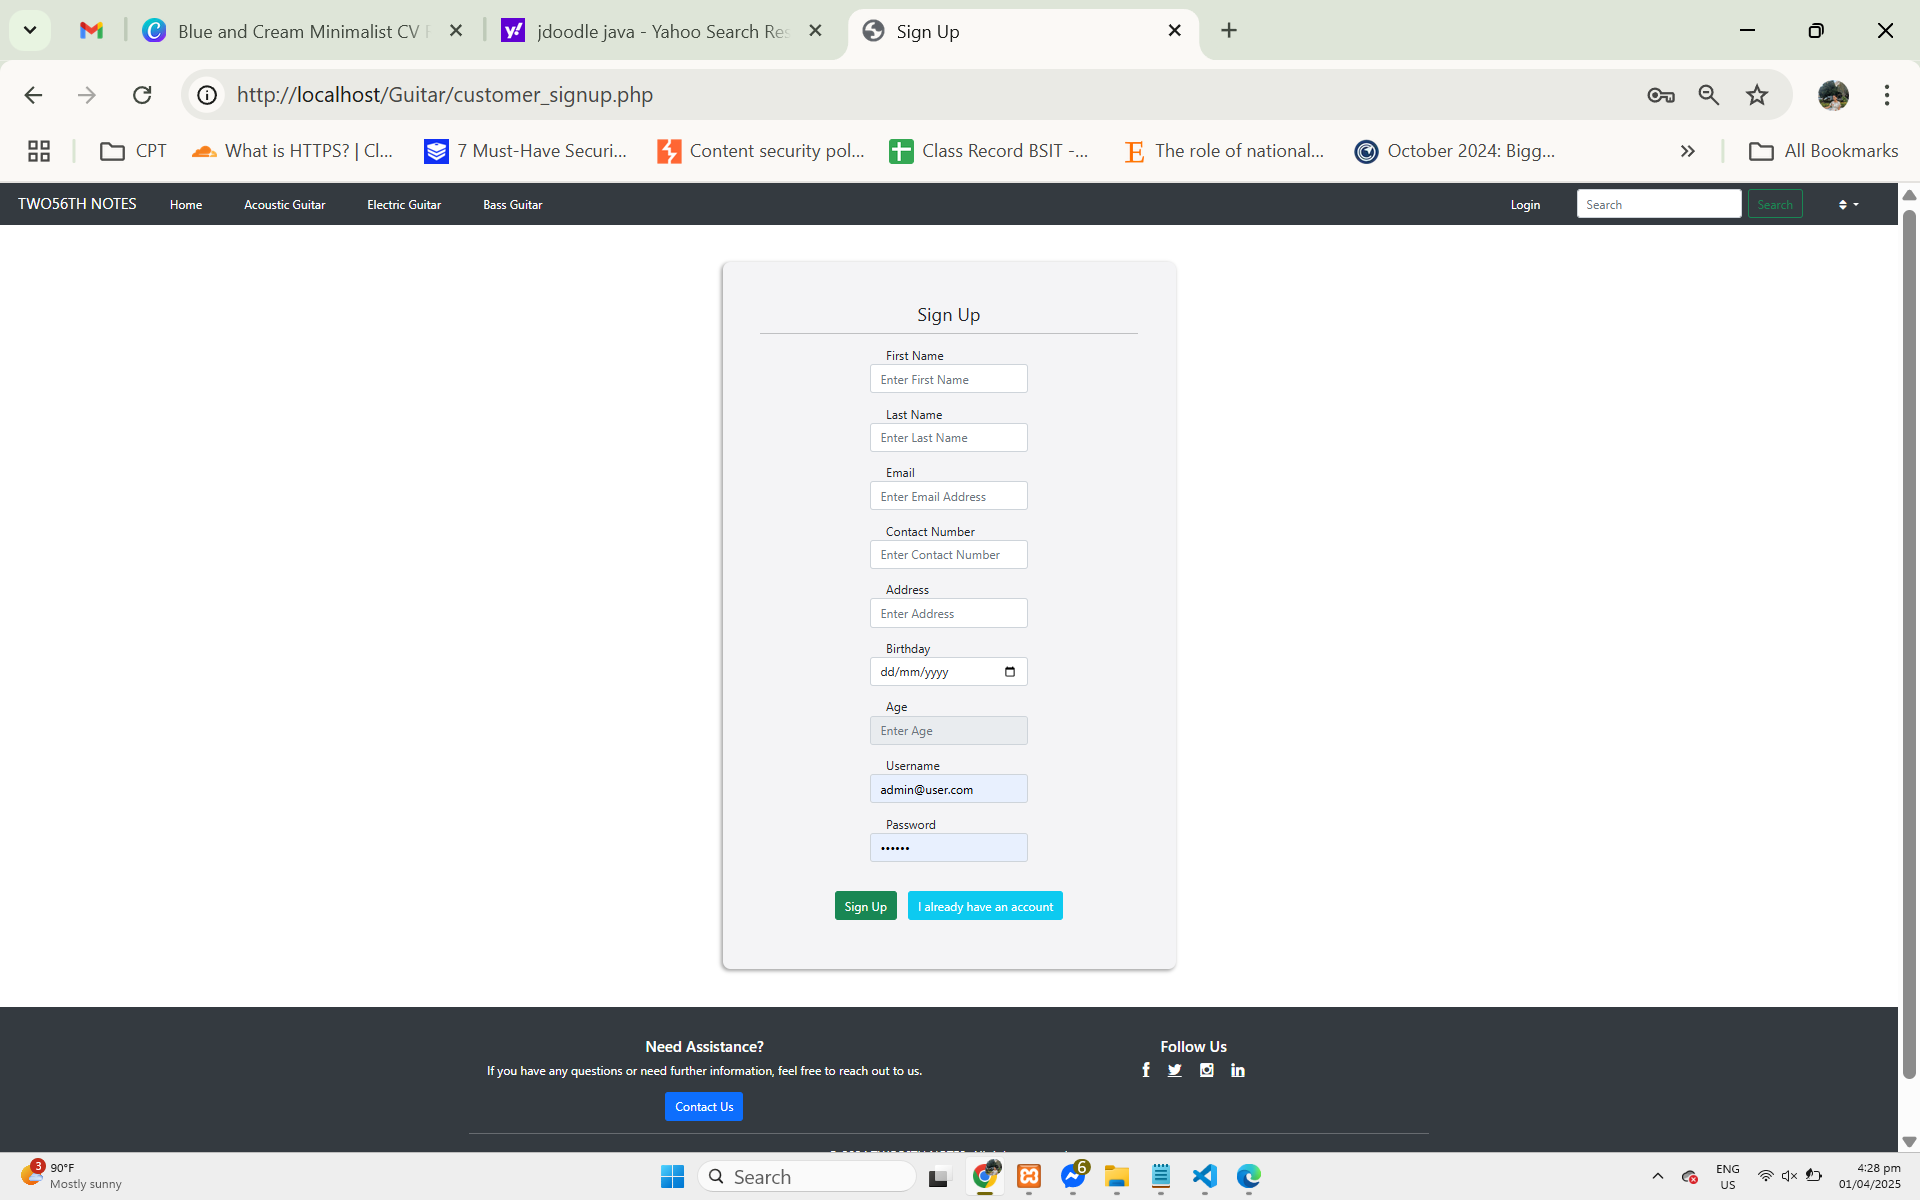 Blue and Cream Minimalist CV
jdoodle java - Yahoo Search Res
Sign Up
http://localhost/Guitar/customer_signup.php
CPT
What is HTTPS? | Cl...
7 Must-Have Securi...
Content security pol...
Class Record BSIT -...
The role of national...
October 2024: Bigg...
All Bookmarks
TWO56TH NOTES
Home
Acoustic Guitar
Electric Guitar
Bass Guitar
Login
Search
Search
Sign Up
First Name
Enter First Name
Last Name
Enter Last Name
Email
Enter Email Address
Contact Number
Enter Contact Number
Address
Enter Address
Birthday
dd/mm/yyyy
Age
Enter Age
Username
admin@user.com
Password
••••••
Sign Up
I already have an account
Need Assistance?
If you have any questions or need further information, feel free to reach out to us.
Contact Us
Follow Us
3
90°F
Mostly sunny
Search
6
ENG
US
4:28 pm
01/04/2025